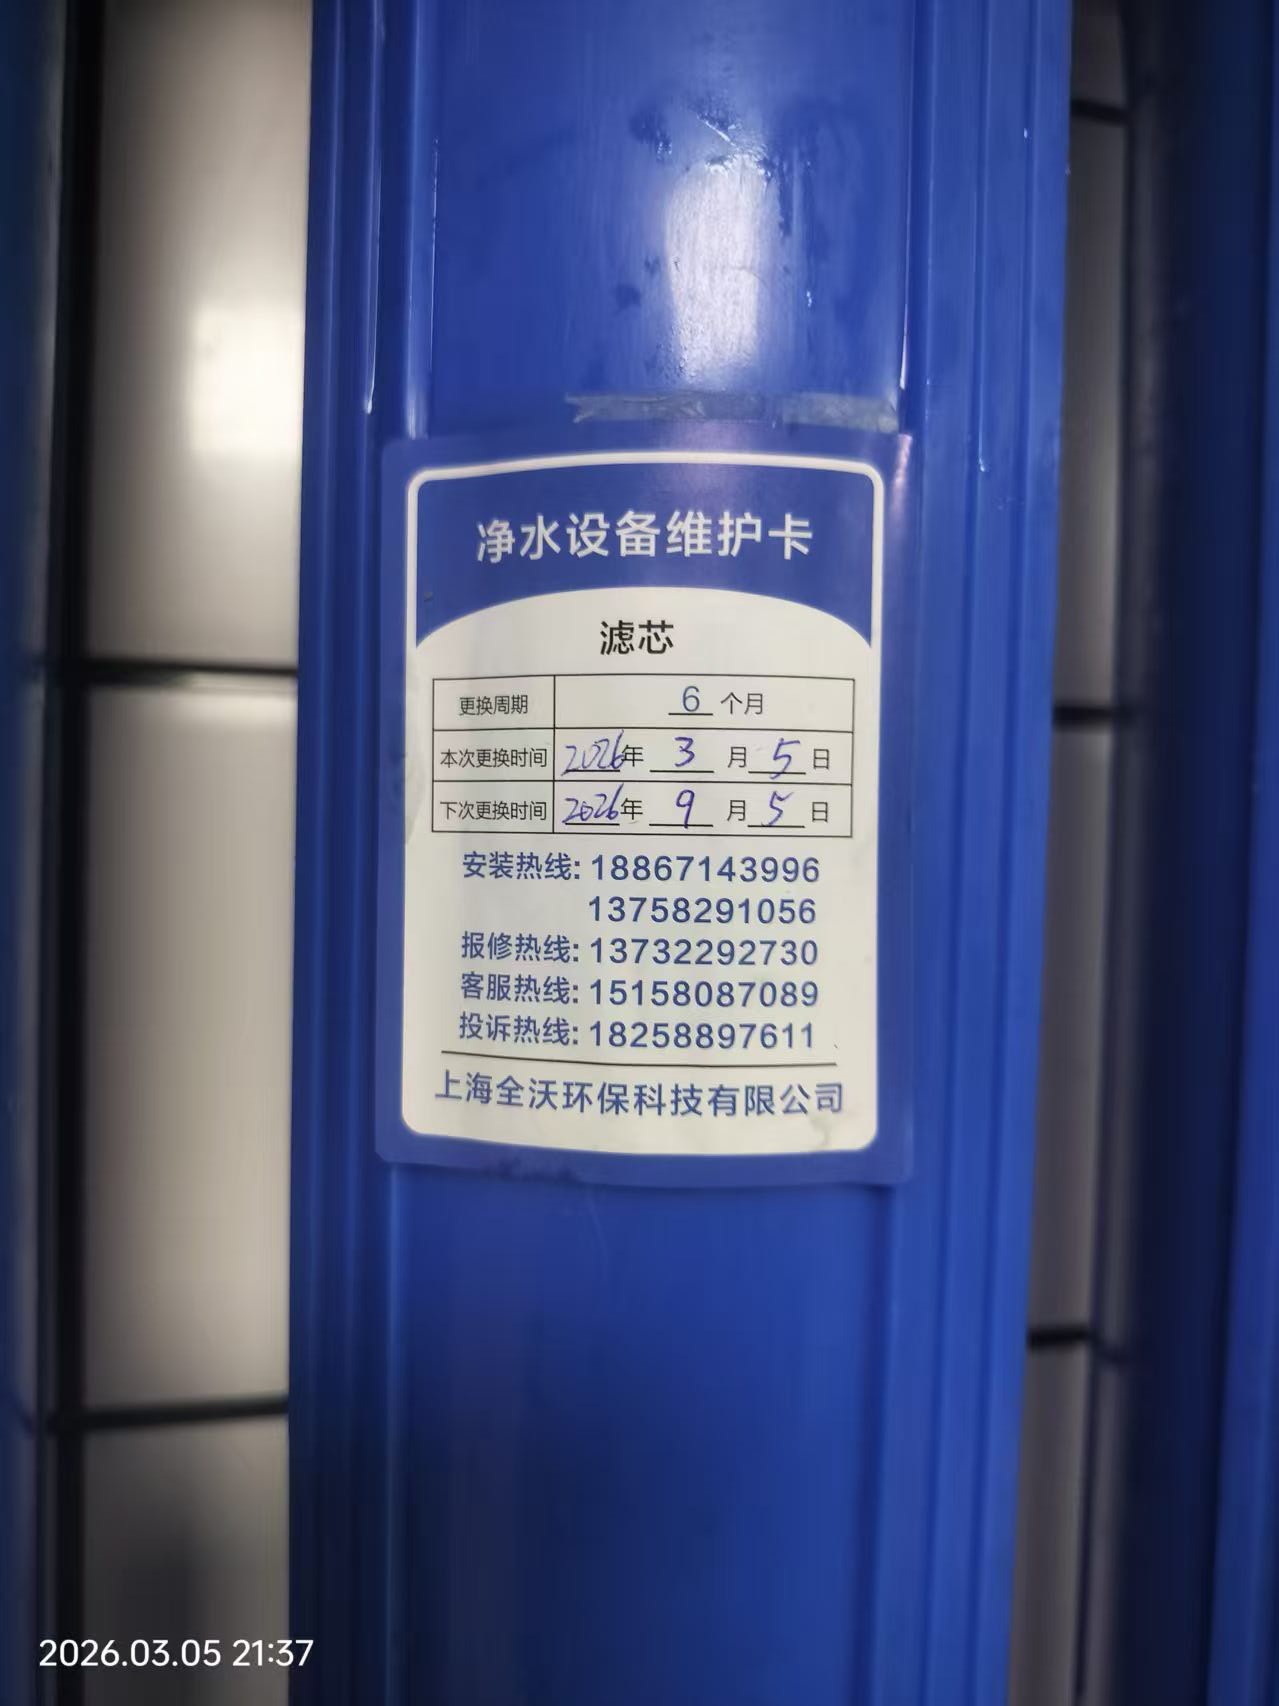 净水设备维护卡
滤芯
更换周期 6 个月
本次更换时间 2026年 3 月 5 日
下次更换时间 2026年 9 月 5 日
安装热线: 18867143996
13758291056
报修热线: 13732292730
客服热线: 15158087089
投诉热线: 18258897611
上海全沃环保科技有限公司
2026.03.05 21:37